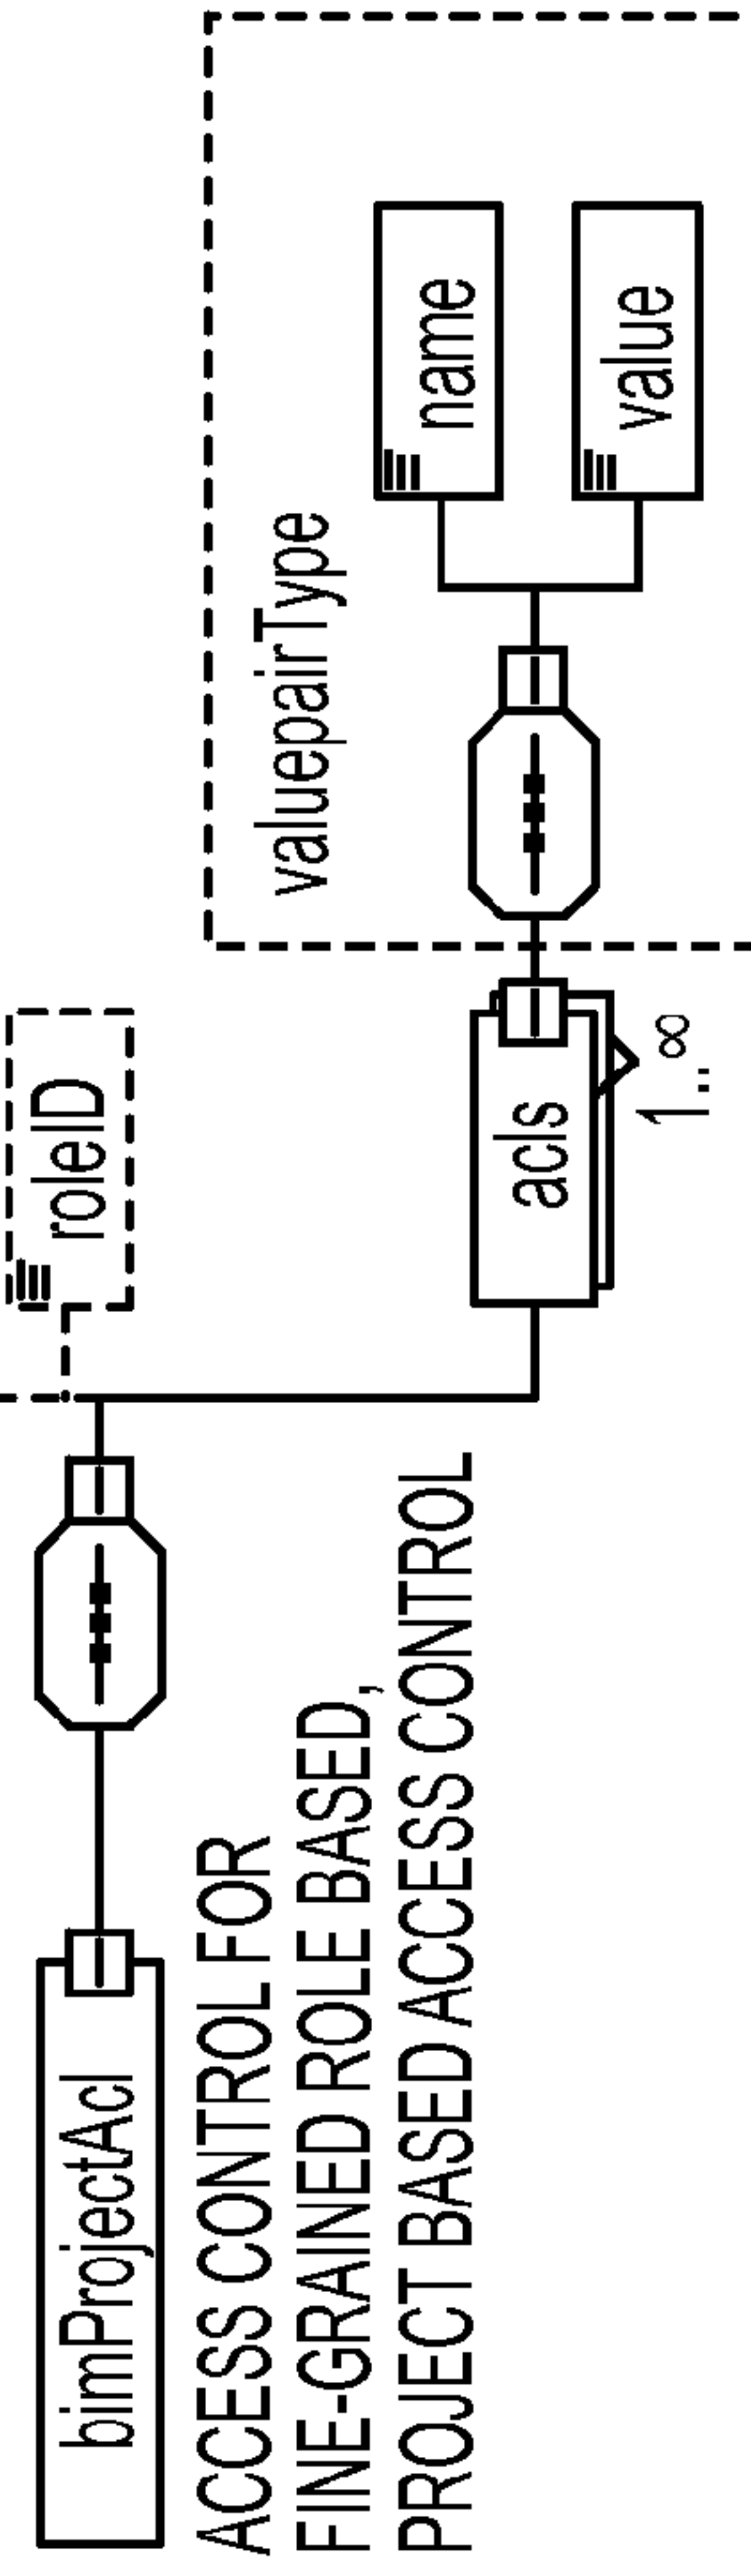 bimProjectAcl
ACCESS CONTROL FOR
FINE-GRAINED ROLE BASED,
PROJECT BASED ACCESS CONTROL
roleID
acls
1..∞
valuepairType
name
value